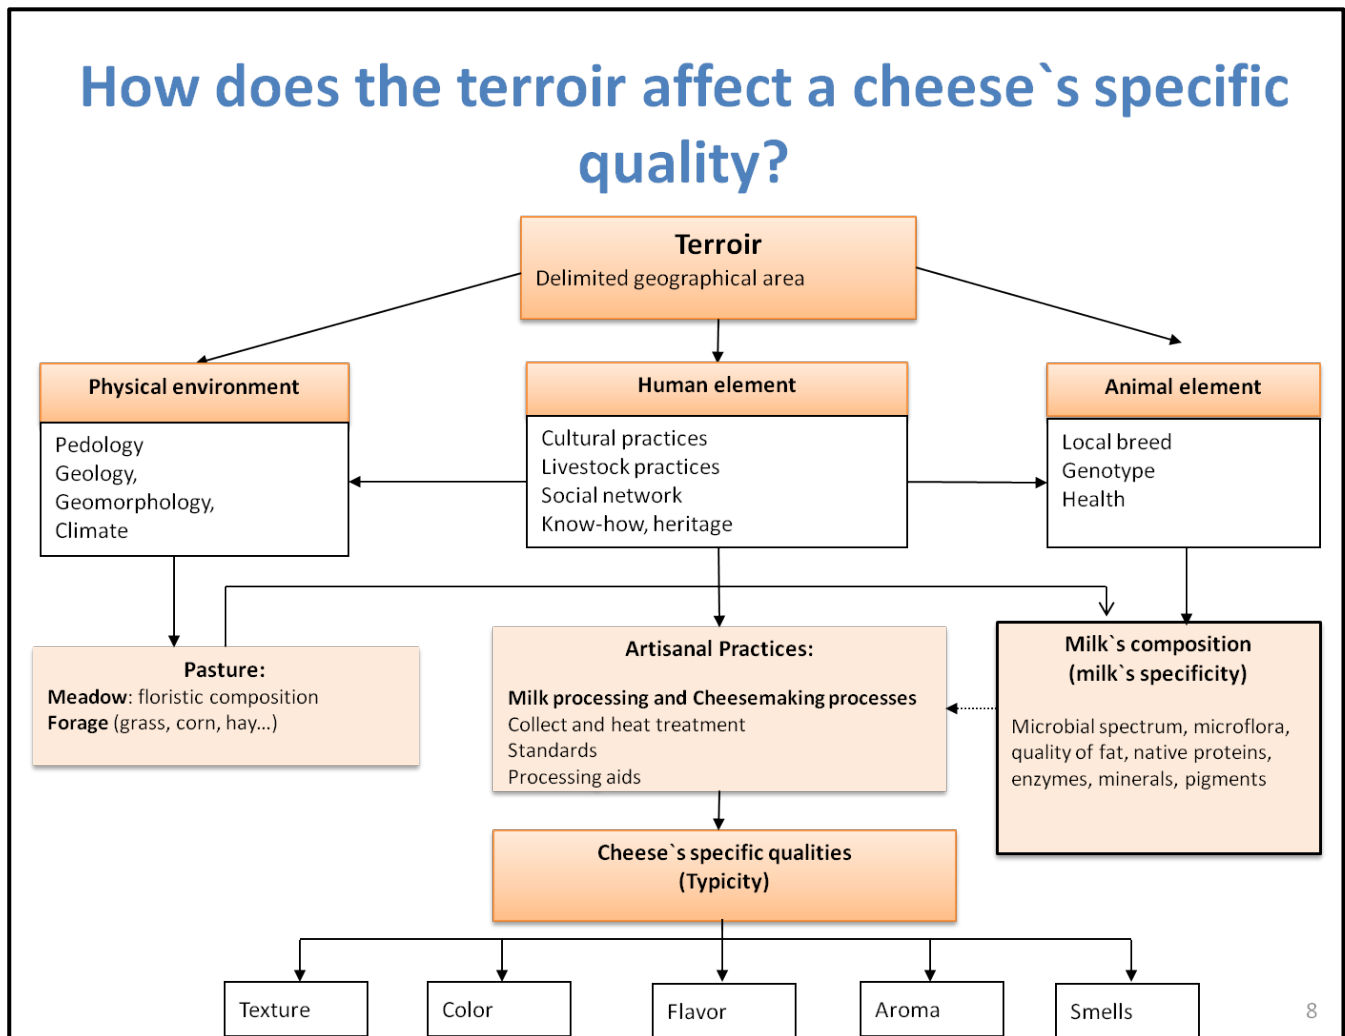 How does the terroir affect a cheese`s specific
quality?
Terroir
Delimited geographical area
Physical environment
Pedology
Geology,
Geomorphology,
Climate
Human element
Cultural practices
Livestock practices
Social network
Know-how, heritage
Animal element
Local breed
Genotype
Health
Pasture:
Meadow: floristic composition
Forage (grass, corn, hay...)
Artisanal Practices:
Milk processing and Cheesemaking processes
Collect and heat treatment
Standards
Processing aids
Milk`s composition
(milk`s specificity)
Microbial spectrum, microflora,
quality of fat, native proteins,
enzymes, minerals, pigments
Cheese`s specific qualities
(Typicity)
Texture
Color
Flavor
Aroma
Smells
8